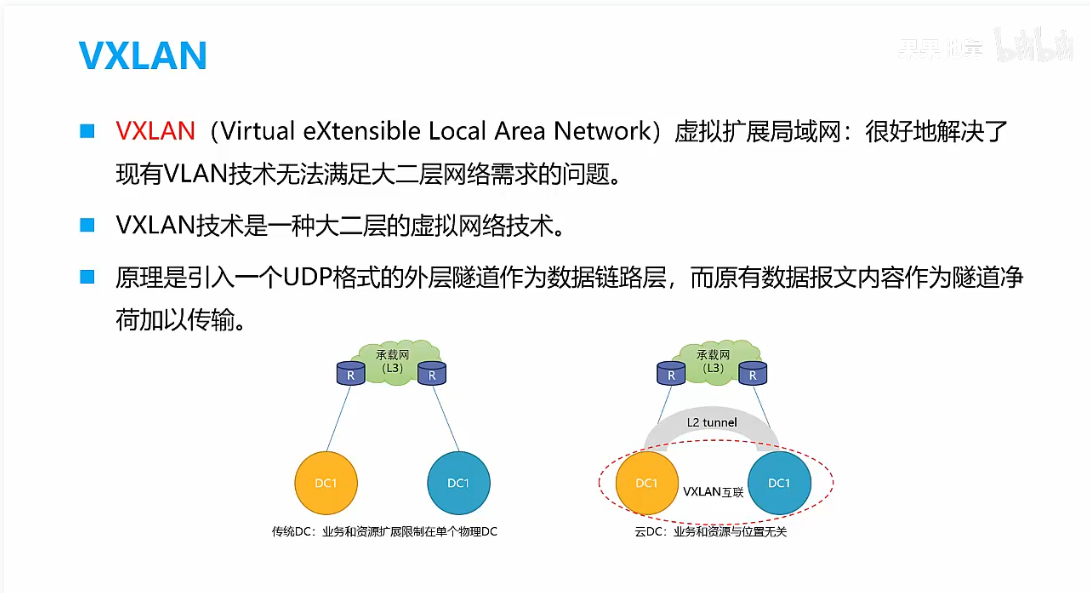 VXLAN
VXLAN（Virtual eXtensible Local Area Network）虚拟扩展局域网：很好地解决了
现有VLAN技术无法满足大二层网络需求的问题。
VXLAN技术是一种大二层的虚拟网络技术。
原理是引入一个UDP格式的外层隧道作为数据链路层，而原有数据报文内容作为隧道净
荷加以传输。
承载网
（L3）
R
R
DC1
DC1
传统DC：业务和资源扩展限制在单个物理DC
承载网
（L3）
R
R
L2 tunnel
DC1
VXLAN互联
DC1
云DC：业务和资源与位置无关